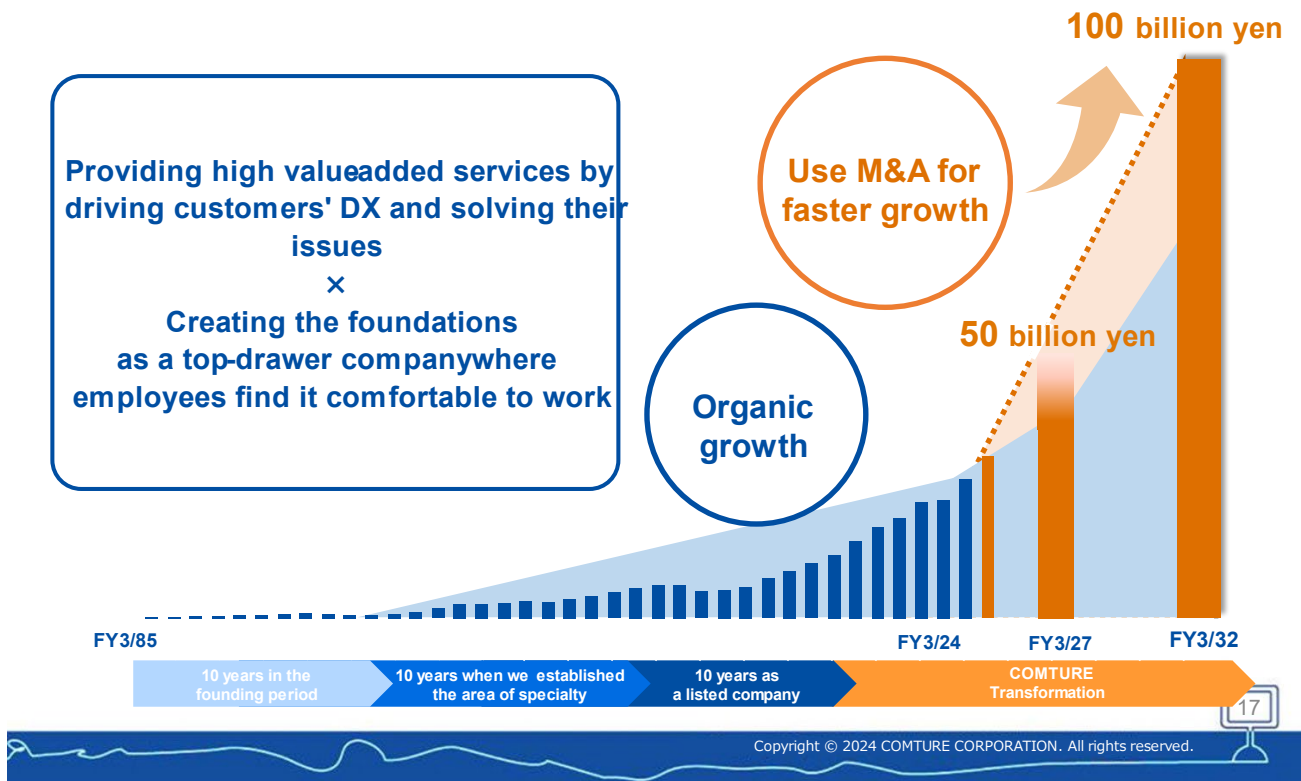 100 billion yen
Providing high valueadded services by
driving customers' DX and solving their
issues
×
Creating the foundations
as a top-drawer companywhere
employees find it comfortable to work
Use M&A for
faster growth
50 billion yen
Organic
growth
FY3/85
FY3/24
FY3/27
FY3/32
10 years in the
founding period
10 years when we established
the area of specialty
10 years as
a listed company
COMTURE
Transformation
17
Copyright © 2024 COMTURE CORPORATION. All rights reserved.